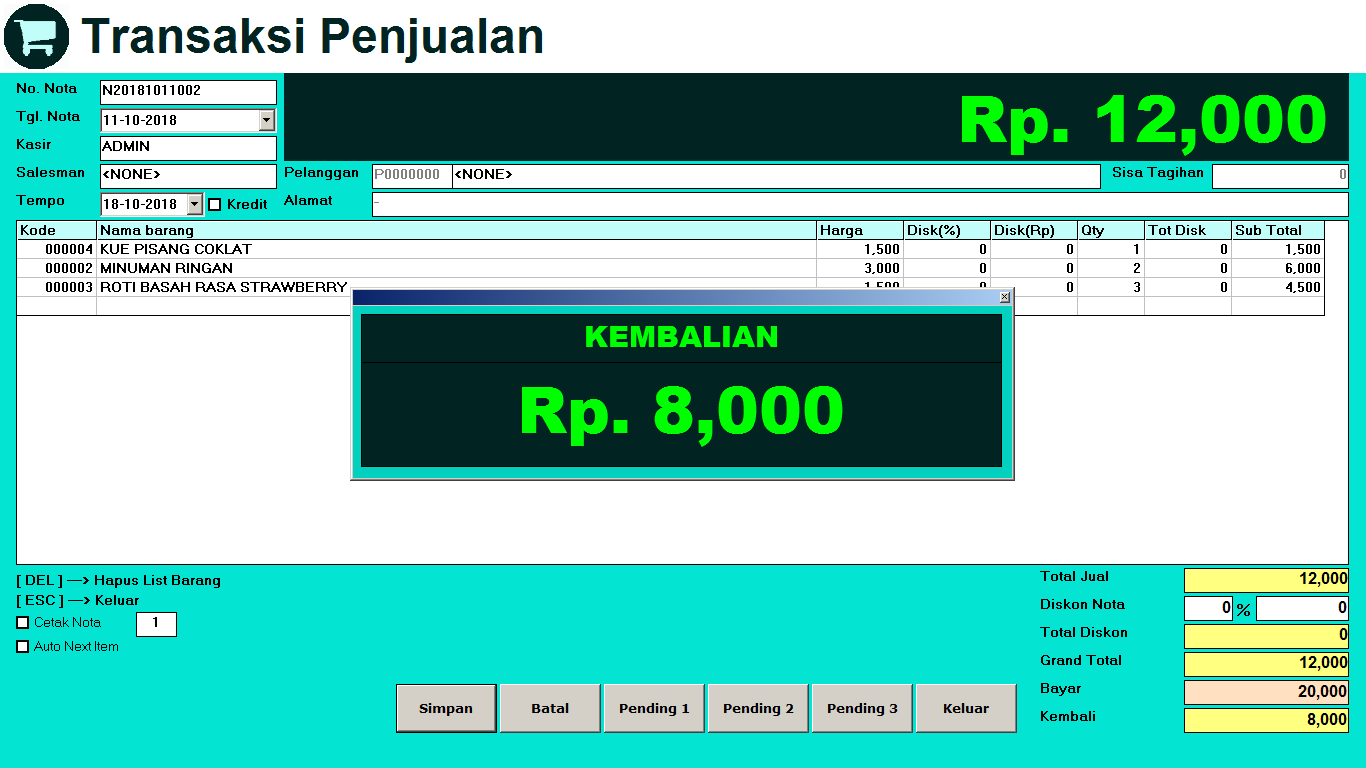 Transaksi Penjualan
No. Nota N20181011002
Rp. 12,000
Tgl. Nota 11-10-2018
Kasir ADMIN
Salesman <NONE> Pelanggan P0000000 <NONE> Sisa Tagihan 0
Tempo 18-10-2018 Kredit Alamat -
Kode Nama barang Harga Disk(%) Disk(Rp) Qty Tot Disk Sub Total
000004 KUE PISANG COKLAT 1,500 0 0 1 0 1,500
000002 MINUMAN RINGAN 3,000 0 0 2 0 6,000
000003 ROTI BASAH RASA STRAWBERRY 1,500 0 0 3 0 4,500
KEMBALIAN
Rp. 8,000
[ DEL ] —> Hapus List Barang
[ ESC ] —> Keluar
Cetak Nota 1
Auto Next Item
Total Jual 12,000
Diskon Nota 0 % 0
Total Diskon 0
Grand Total 12,000
Bayar 20,000
Kembali 8,000
Simpan Batal Pending 1 Pending 2 Pending 3 Keluar